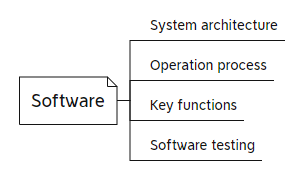 System architecture
Operation process
Software
Key functions
Software testing